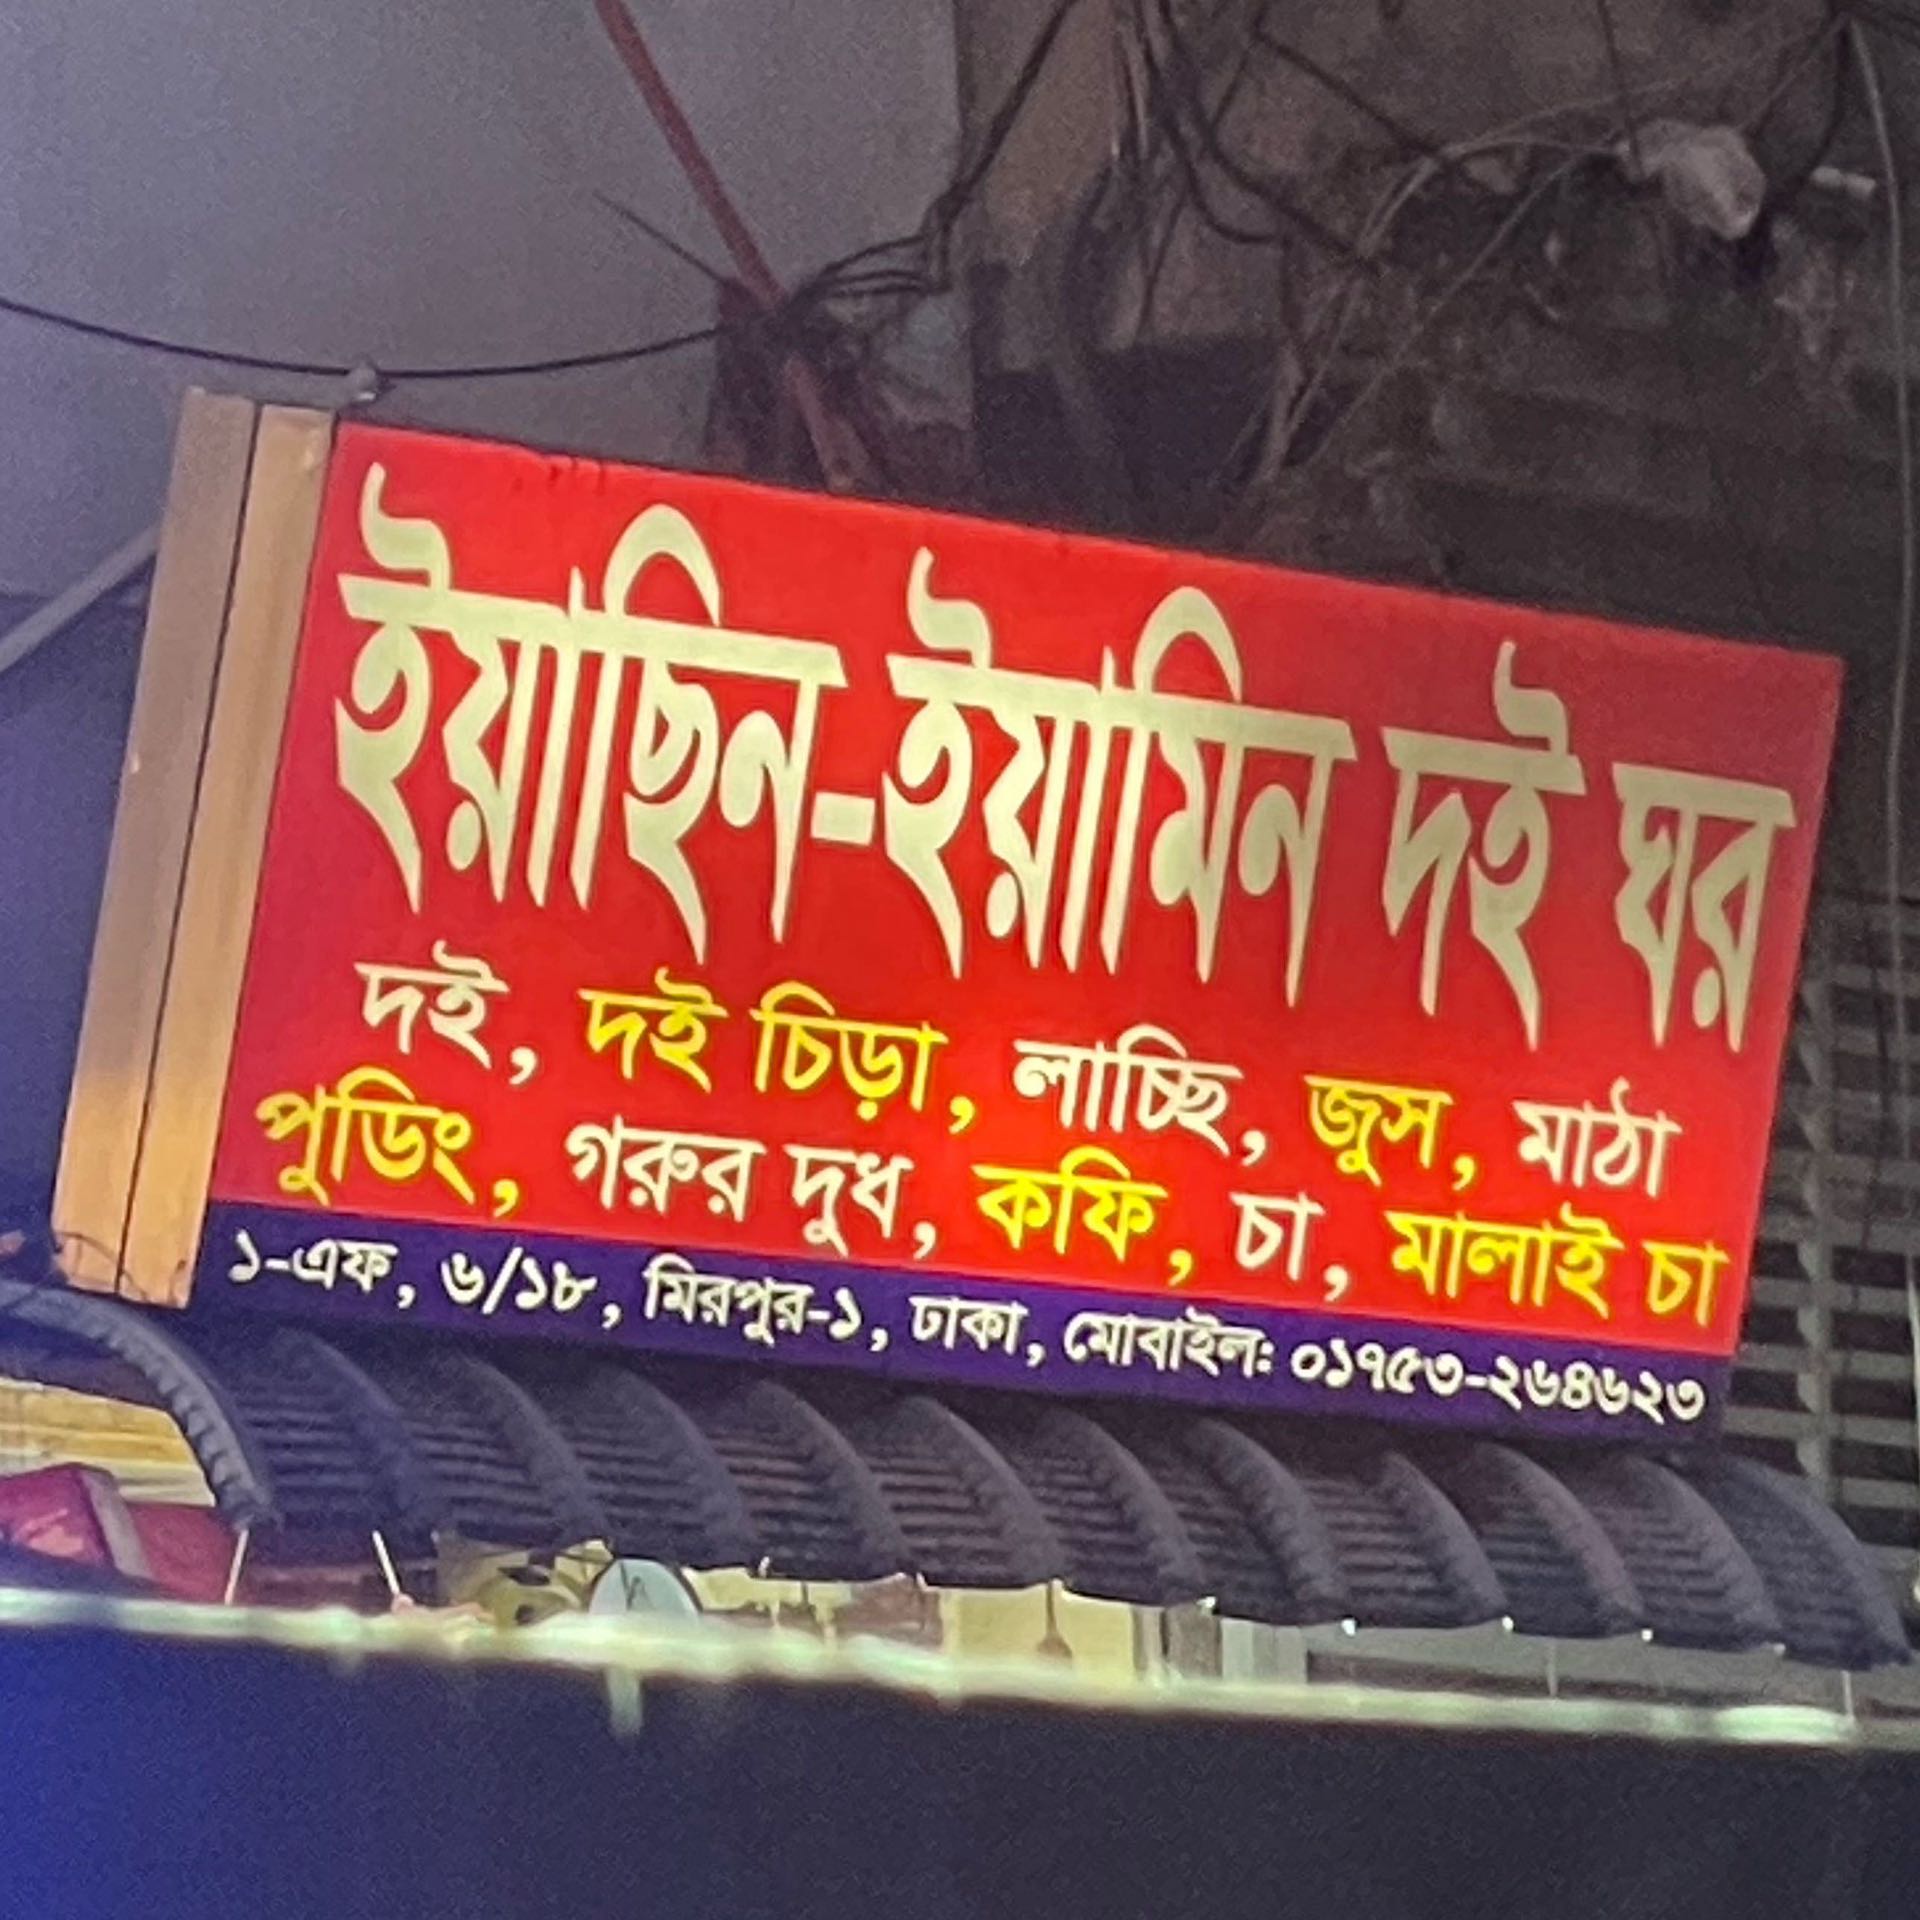 ইয়াছিন-ইয়ামিন দই ঘর
দই, দই চিড়া, লাচ্ছি, জুস, মাঠা
পুডিং, গরুর দুধ, কফি, চা, মালাই চা
১-এফ, ৬/১৮, মিরপুর-১, ঢাকা, মোবাইলঃ ০১৭৫৩-২৬৪৬২৩